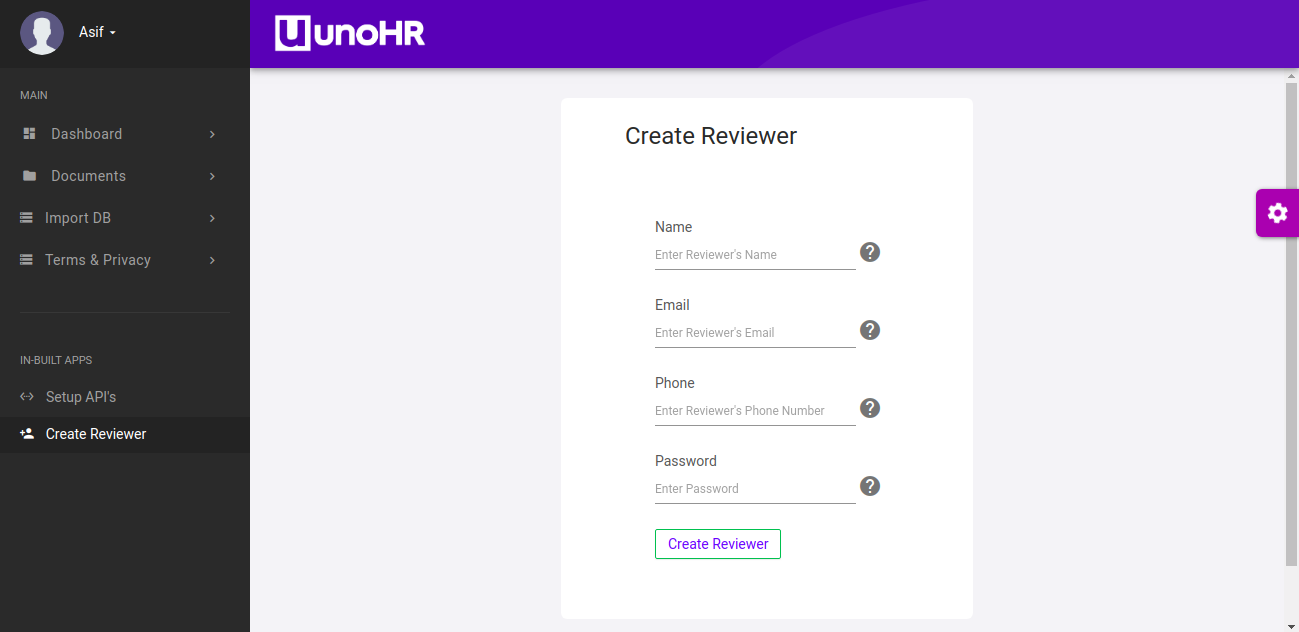 Asif
UunoHR
MAIN
Dashboard
Documents
Import DB
Terms & Privacy
IN-BUILT APPS
Setup API's
Create Reviewer
Create Reviewer
Name
Enter Reviewer's Name
?
Email
Enter Reviewer's Email
?
Phone
Enter Reviewer's Phone Number
?
Password
Enter Password
?
Create Reviewer